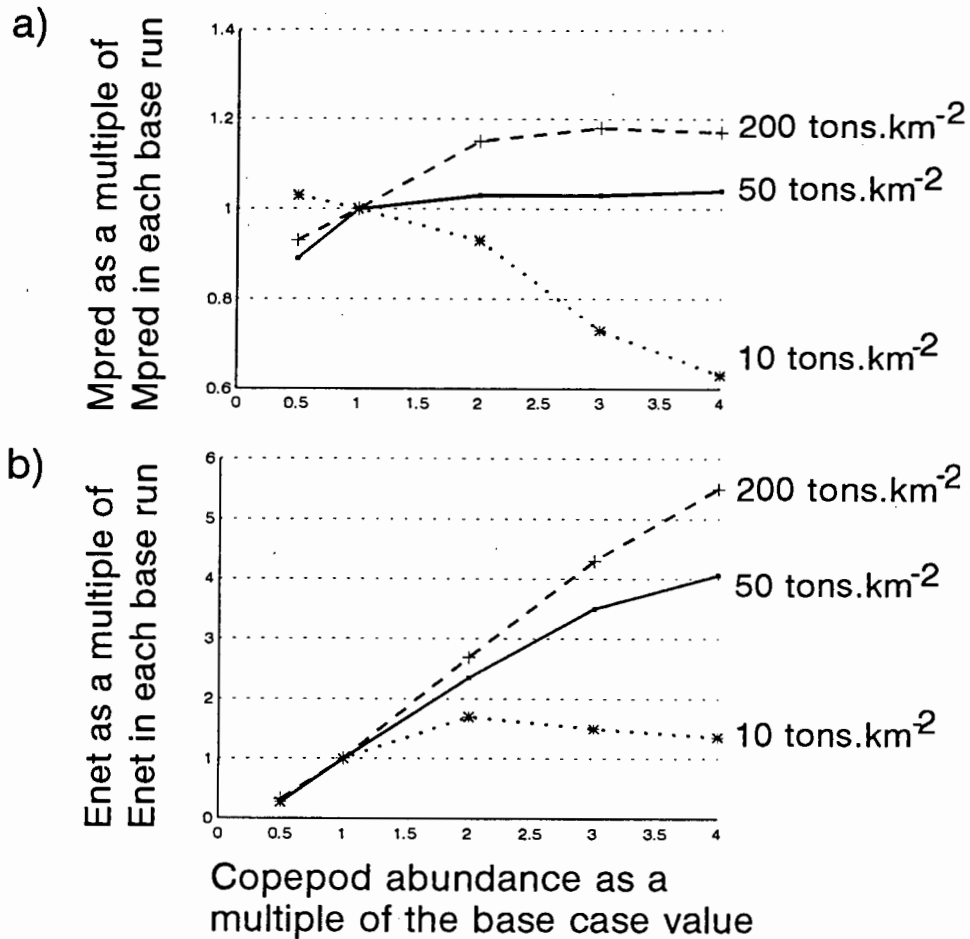 a)
Mpred as a multiple of
Mpred in each base run
1.4
1.2
1
0.8
0.6
0 0.5 1 1.5 2 2.5 3 3.5 4
200 tons.km-2
50 tons.km-2
10 tons.km-2
b)
Enet as a multiple of
Enet in each base run
6
5
4
3
2
1
0
0.5 1 1.5 2 2.5 3 3.5 4
200 tons.km-2
50 tons.km-2
10 tons.km-2
Copepod abundance as a
multiple of the base case value